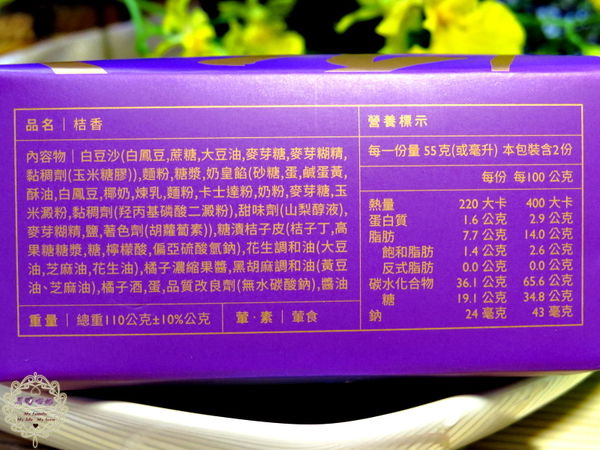 品名｜桔香
內容物｜白豆沙(白鳳豆,蔗糖,大豆油,麥芽糖,麥芽糊精,
黏稠劑(玉米糖膠)),麵粉,糖漿,奶皇餡(砂糖,蛋,鹹蛋黃,
酥油,白鳳豆,椰奶,煉乳,麵粉,卡士達粉,奶粉,麥芽糖,玉
米澱粉,黏稠劑(羥丙基磷酸二澱粉),甜味劑(山梨醇液),
麥芽糊精,鹽,著色劑(胡蘿蔔素)),糖漬桔子皮(桔子丁,高
果糖糖漿,糖,檸檬酸,偏亞硫酸氫鈉),花生調和油(大豆
油,芝麻油,花生油),橘子濃縮果醬,黑胡麻調和油(黃豆
油、芝麻油),橘子酒,蛋,品質改良劑(無水碳酸鈉),醬油
重量｜總重110公克±10%公克
葷·素｜葷食
營養標示
每一份量 55克(或毫升) 本包裝含2份
每份 每100 公克
熱量 220 大卡 400 大卡
蛋白質 1.6 公克 2.9 公克
脂肪 7.7 公克 14.0 公克
飽和脂肪 1.4 公克 2.6 公克
反式脂肪 0.0 公克 0.0 公克
碳水化合物 36.1 公克 65.6 公克
糖 19.1 公克 34.8 公克
鈉 24 毫克 43 毫克
My family
My life My love